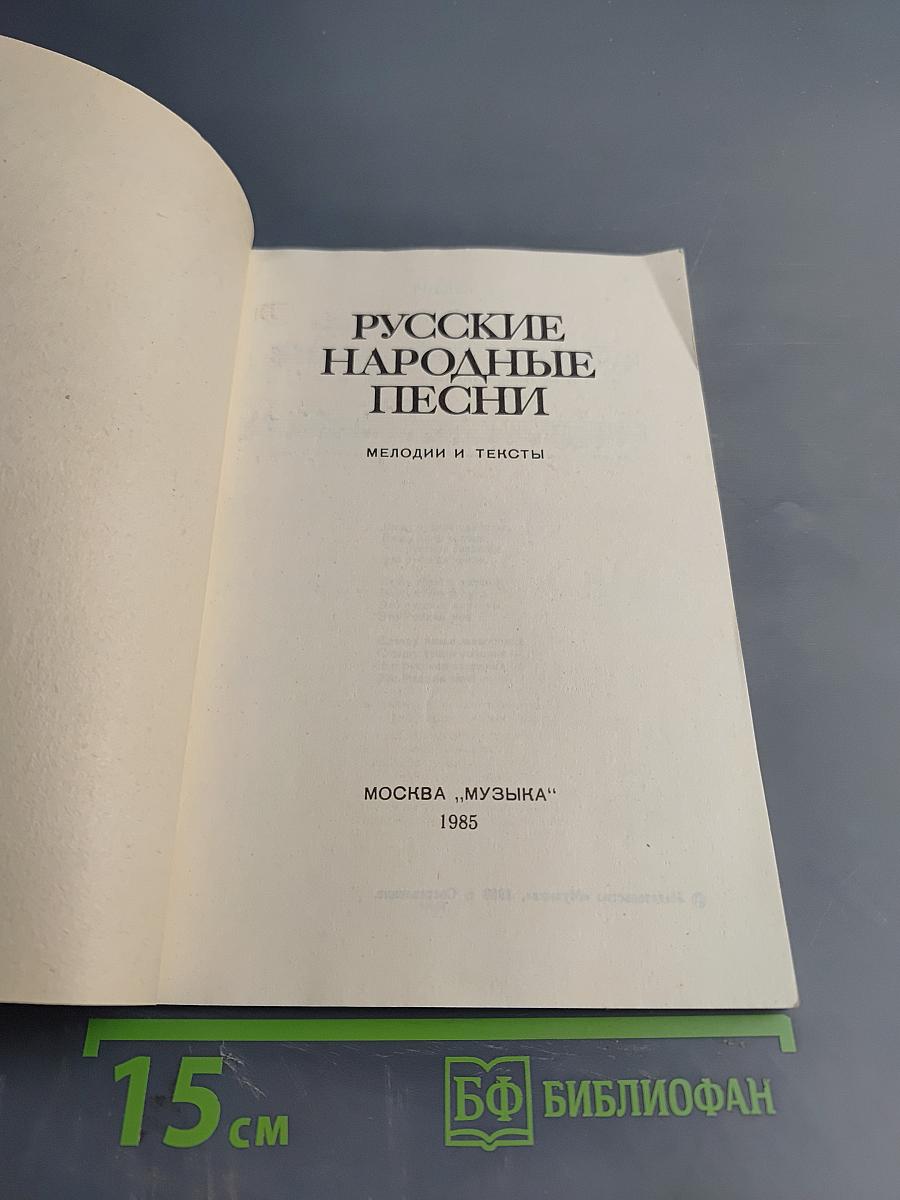 РУССКИЕ
НАРОДНЫЕ
ПЕСНИ
МЕЛОДИИ И ТЕКСТЫ
МОСКВА „МУЗЫКА“
1985
15 см
БФ БИБЛИОФАН